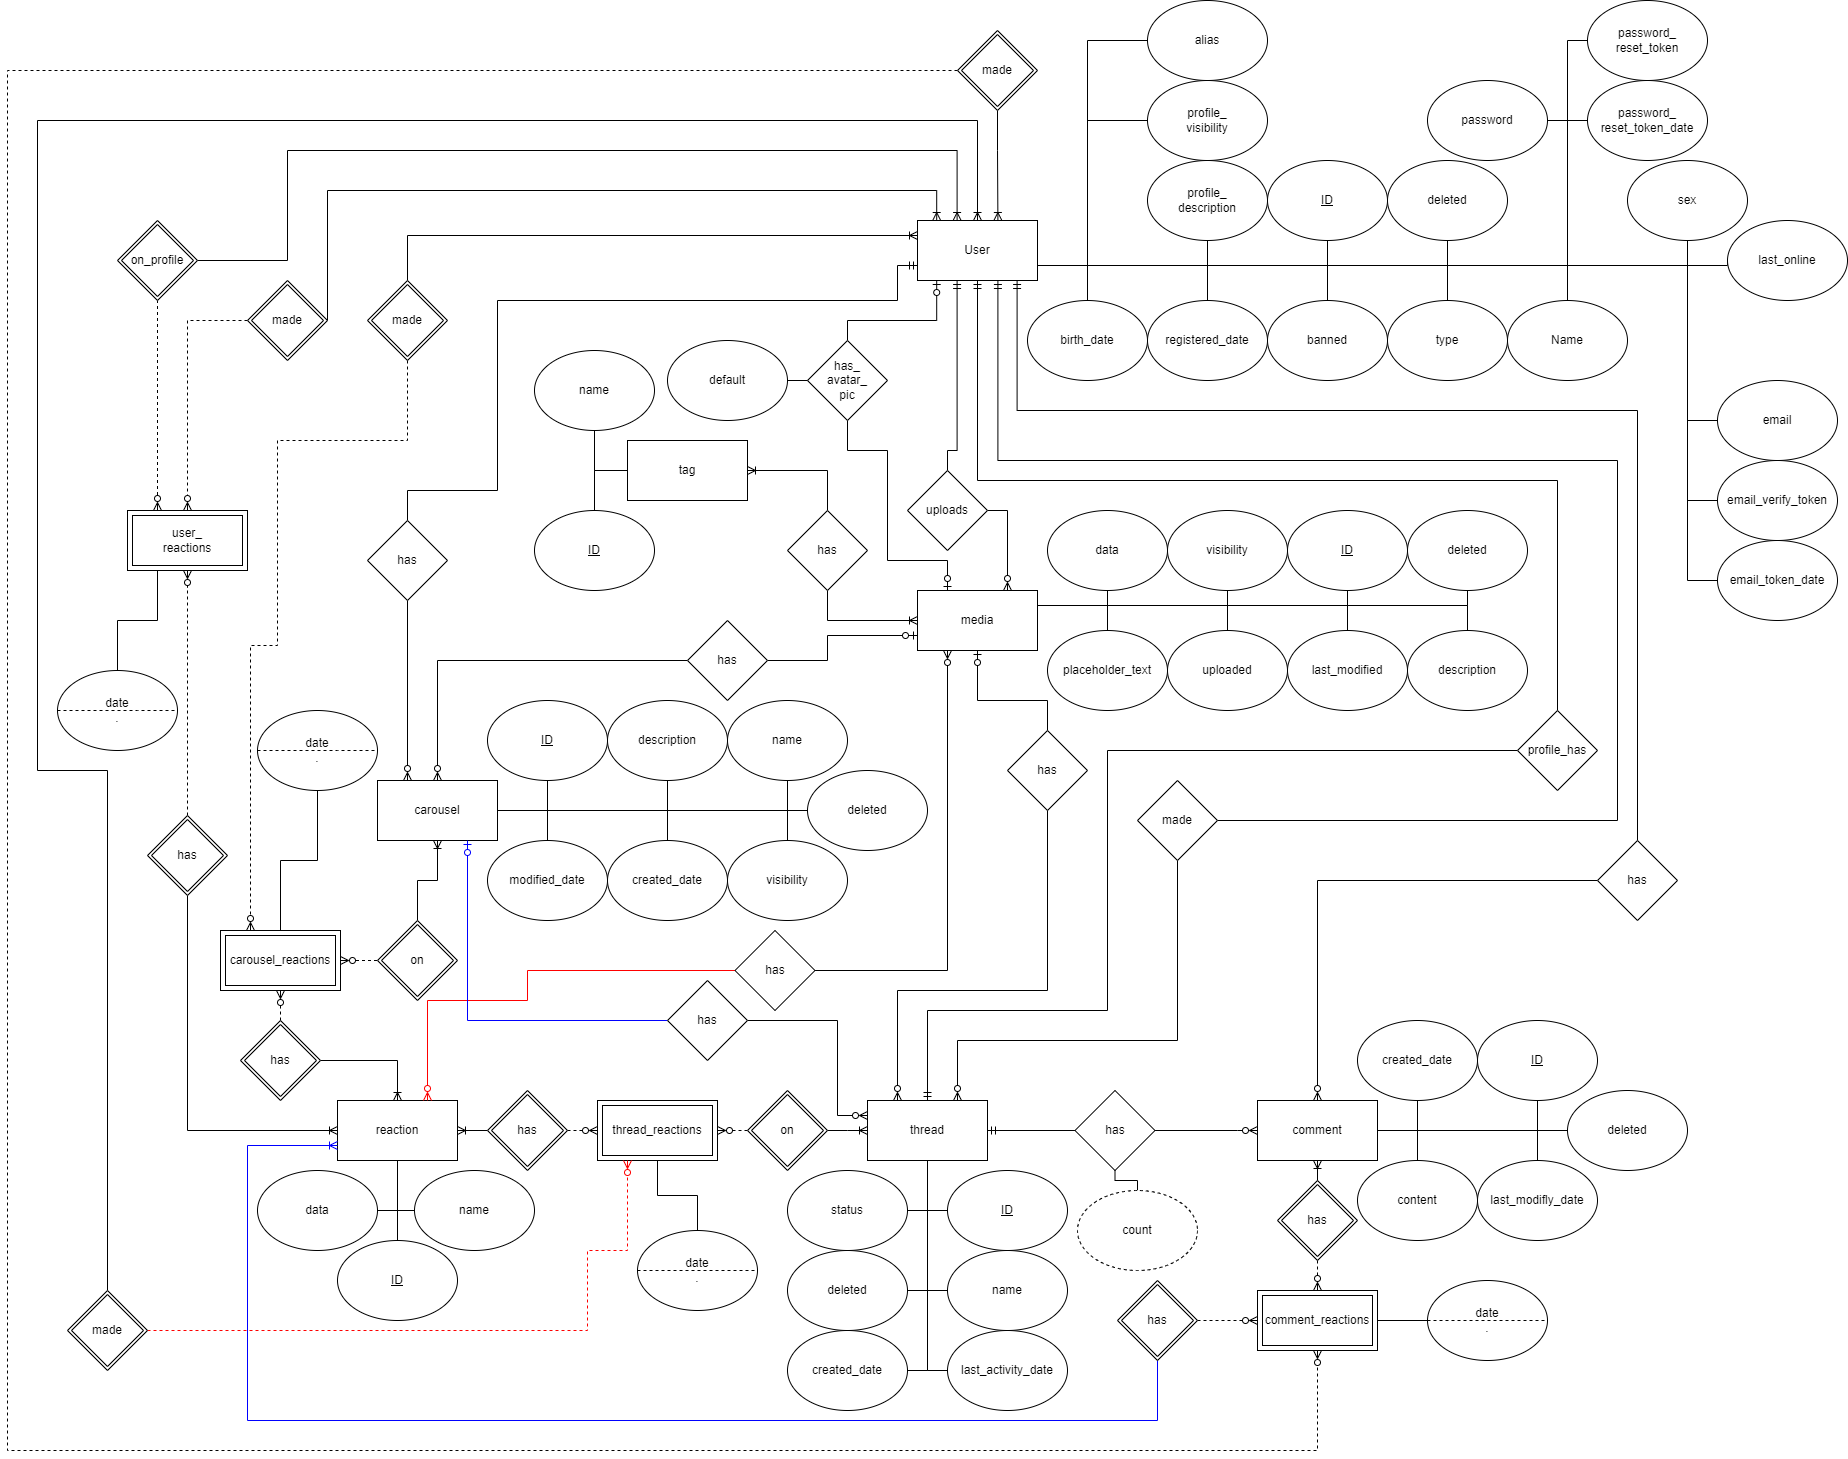 alias
password_
reset_token
made
profile_
visibility
password
password_
reset_token_date
profile_
description
ID
deleted
sex
User
last_online
on_profile
made
made
birth_date
registered_date
banned
type
Name
has_
avatar_
pic
default
name
email
tag
email_verify_token
uploads
user_
reactions
has
ID
has
data
visibility
ID
deleted
email_token_date
media
has
placeholder_text
uploaded
last_modified
description
date
.
date
.
ID
description
name
profile_has
has
carousel
deleted
made
has
modified_date
created_date
visibility
has
carousel_reactions
on
has
has
has
created_date
ID
reaction
has
thread_reactions
on
thread
has
comment
deleted
data
name
status
ID
count
has
content
last_modifly_date
ID
date
.
deleted
name
made
has
comment_reactions
date
.
created_date
last_activity_date